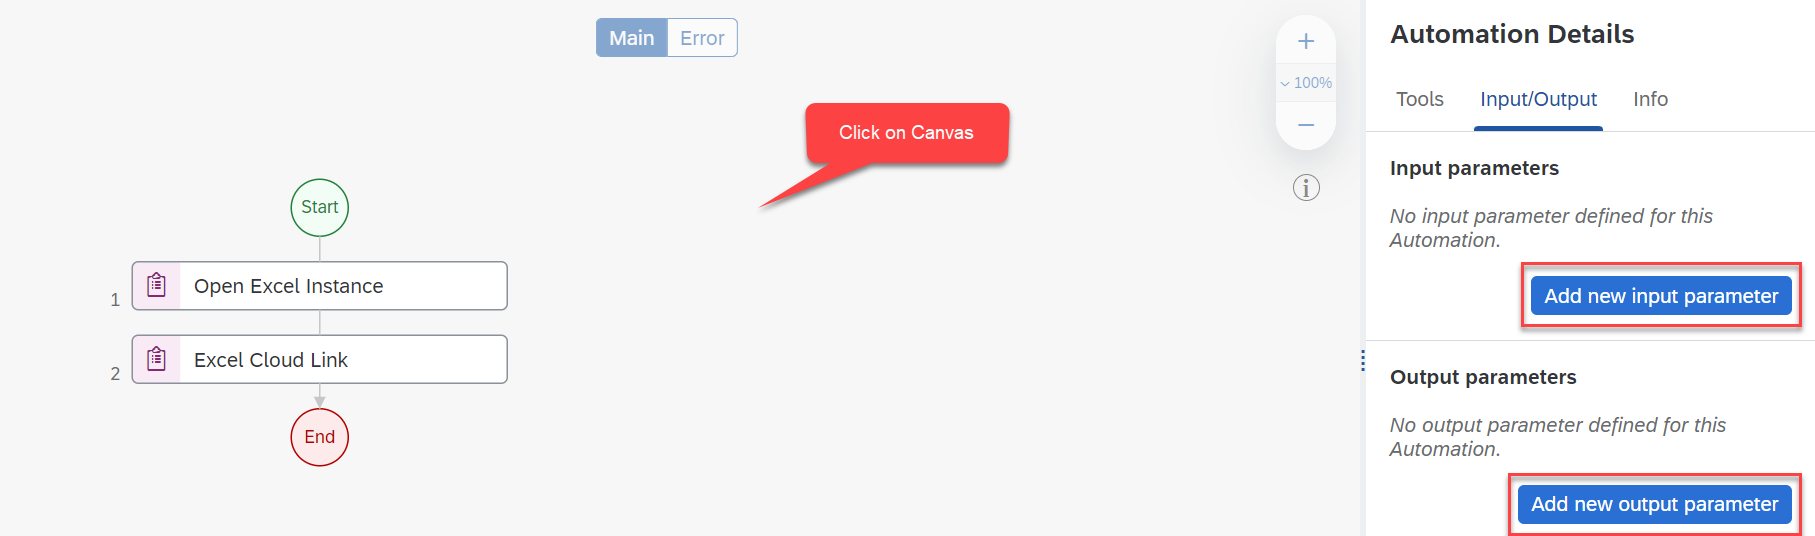 Main
Error
100%
Click on Canvas
Start
1
Open Excel Instance
2
Excel Cloud Link
End
Automation Details
Tools
Input/Output
Info
Input parameters
No input parameter defined for this
Automation.
Add new input parameter
Output parameters
No output parameter defined for this
Automation.
Add new output parameter